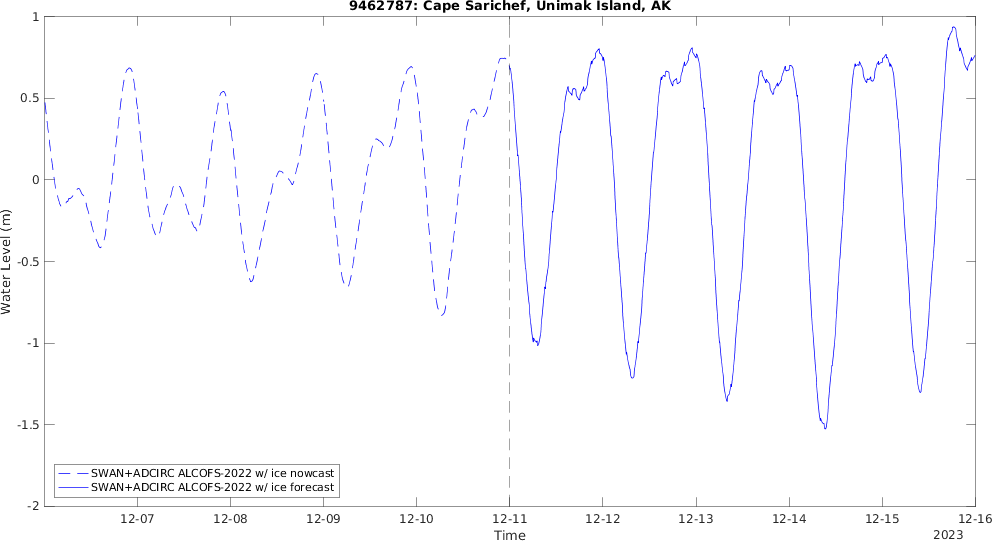 9462787: Cape Sarichef, Unimak Island, AK
1
0.5
0
-0.5
-1
-1.5
-2
Water Level (m)
SWAN+ADCIRC ALCOFS-2022 w/ ice nowcast
SWAN+ADCIRC ALCOFS-2022 w/ ice forecast
12-07 12-08 12-09 12-10 12-11 12-12 12-13 12-14 12-15 12-16
Time
2023